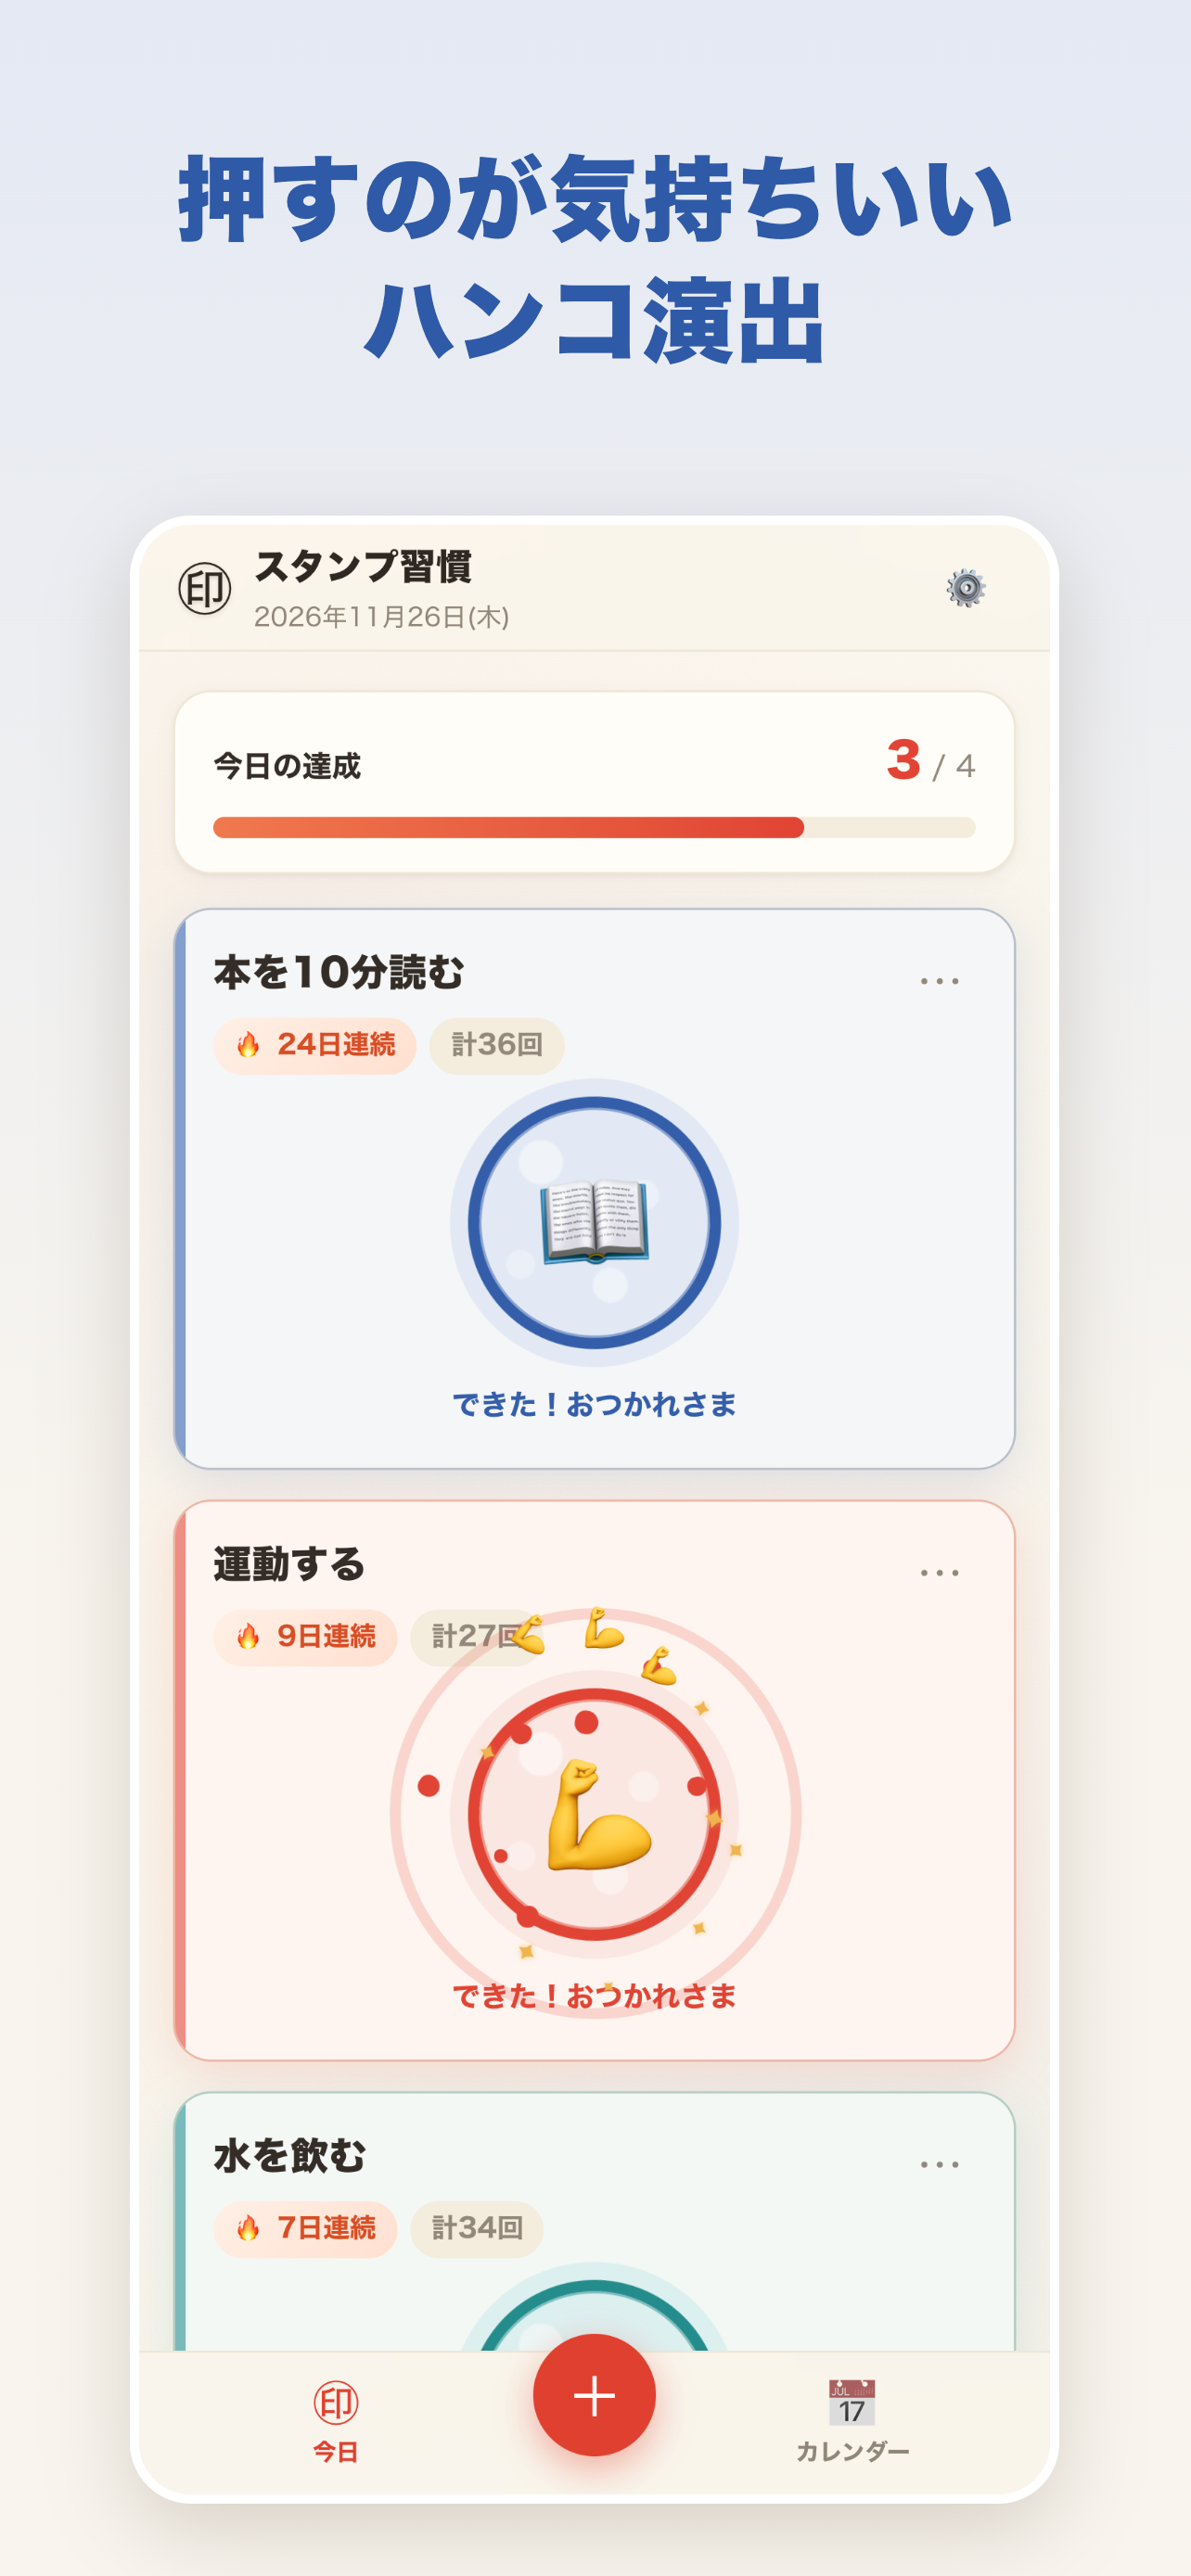 押すのが気持ちいい
ハンコ演出
㊞ スタンプ習慣
2026年11月26日(木)
今日の達成 3 / 4
本を10分読む ...
🔥 24日連続 計36回
できた！おつかれさま
運動する ...
🔥 9日連続 計27回
できた！おつかれさま
水を飲む ...
🔥 7日連続 計34回
㊞ + JUL 17
今日 カレンダー